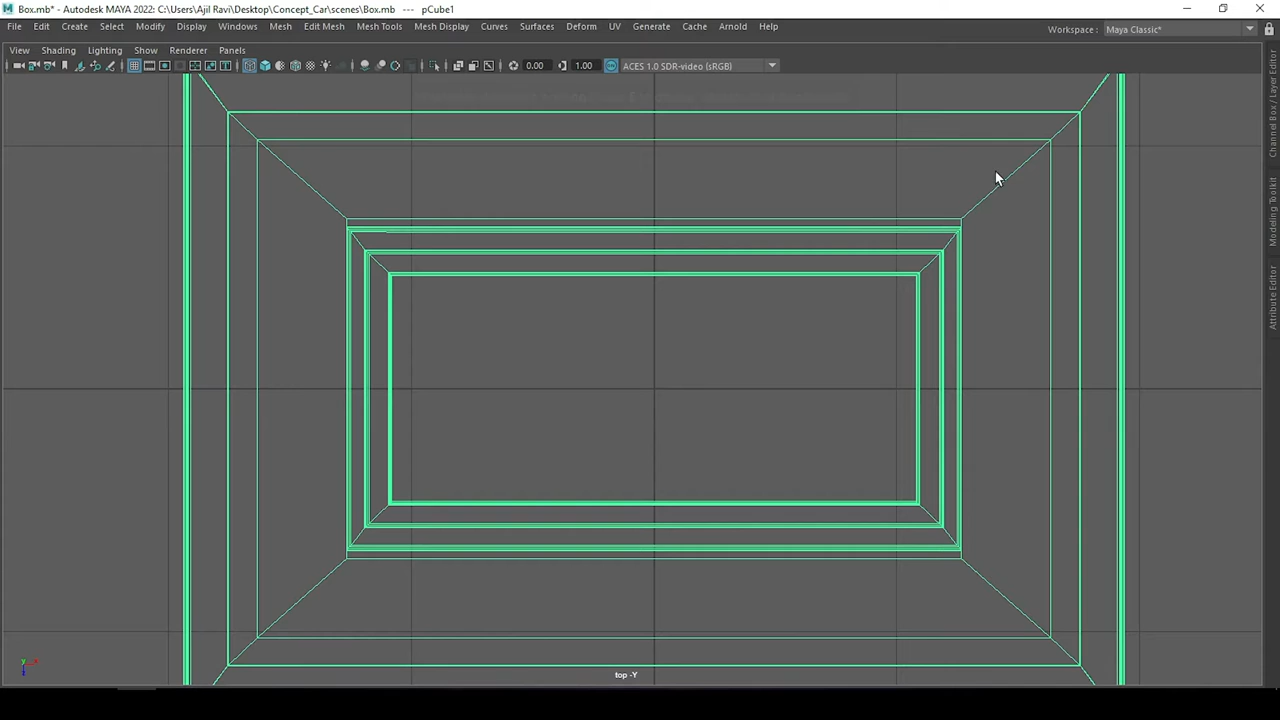 Box.mb* - Autodesk MAYA 2022: C:\Users\Ajil Ravi\Desktop\Concept_Car\scenes\Box.mb --- pCube1
File Edit Create Select Modify Display Windows Mesh Edit Mesh Mesh Tools Mesh Display Curves Surfaces Deform UV Generate Cache Arnold Help Workspace : Maya Classic*
View Shading Lighting Show Renderer Panels
0.00 1.00 ACES 1.0 SDR-video (sRGB)
Channel Box / Layer Editor
Modeling Toolkit
Attribute Editor
top -Y